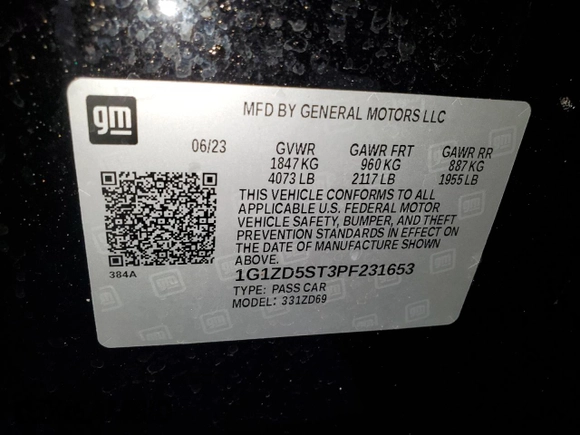 gm
MFD BY GENERAL MOTORS LLC
06/23 GVWR GAWR FRT GAWR RR
1847 KG 960 KG 887 KG
4073 LB 2117 LB 1955 LB
THIS VEHICLE CONFORMS TO ALL
APPLICABLE U.S. FEDERAL MOTOR
VEHICLE SAFETY, BUMPER, AND THEFT
PREVENTION STANDARDS IN EFFECT ON
THE DATE OF MANUFACTURE SHOWN
ABOVE.
384A
1G1ZD5ST3PF231653
TYPE: PASS CAR
MODEL: 331ZD69